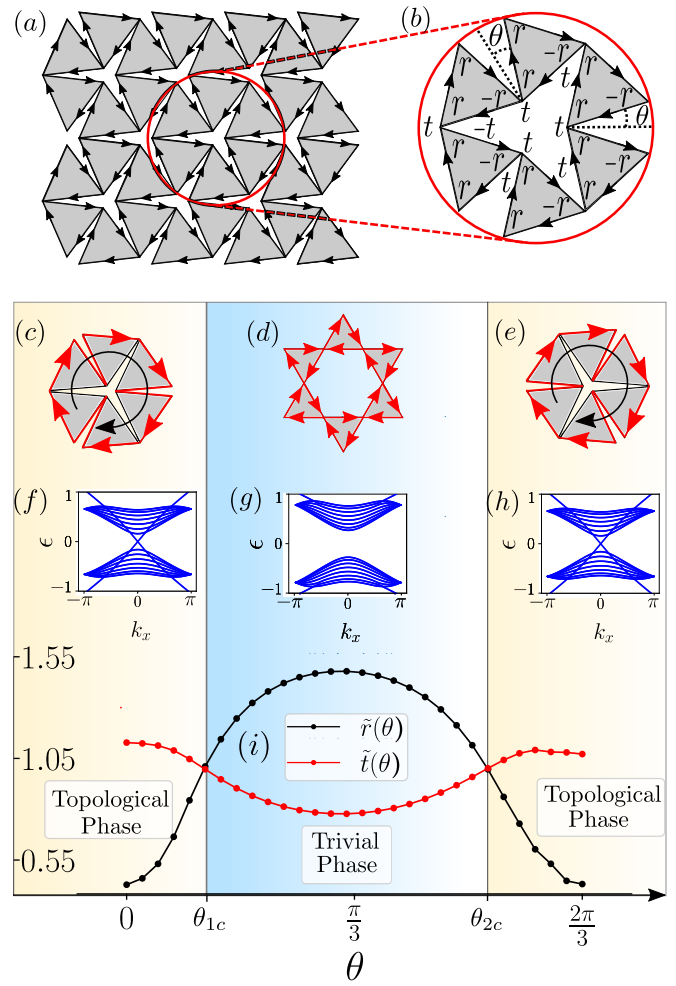 (a)
(b)
θ
r r
-r
t
r r
-r
t
r
-r
θ
t
-t
t
t
r
-r
t
r
-r
t
r
r
-r
r
r
(c)
(d)
(e)
(f)
(g)
(h)
1
0
−1
ϵ
−π 0 π
k_x
1
0
−1
ϵ
−π 0 π
k_x
1
0
−1
ϵ
−π 0 π
k_x
1.55
1.05
0.55
(i)
r̃(θ)
t̃(θ)
Topological
Phase
Trivial
Phase
Topological
Phase
0 θ_{1c} π/3 θ_{2c} 2π/3
θ